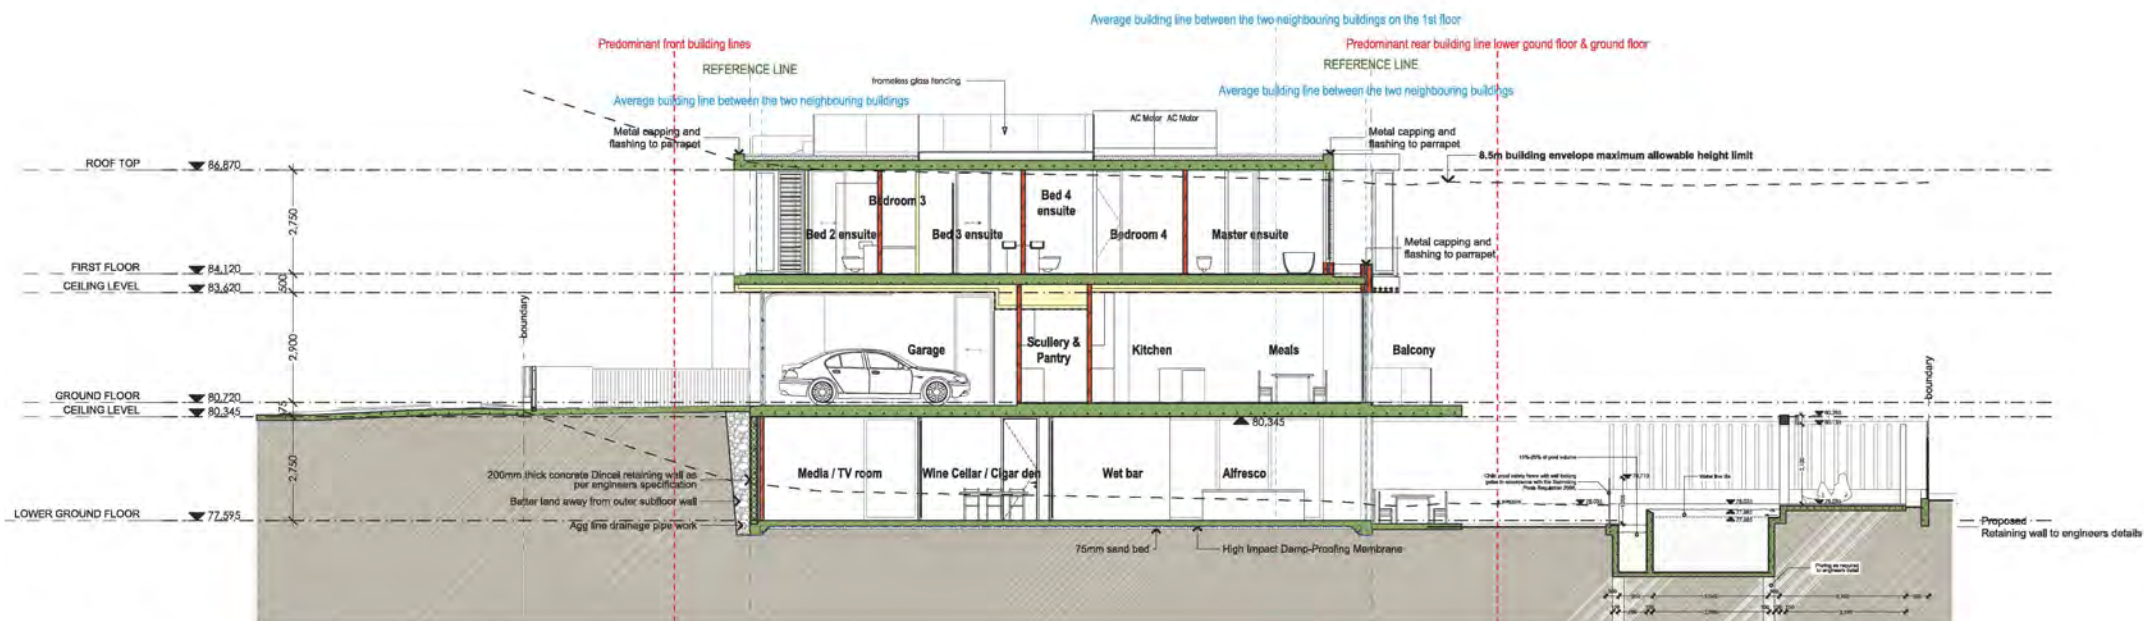 Average building line between the two neighbouring buildings on the 1st floor
Predominant front building lines
Predominant rear building line lower gound floor & ground floor
REFERENCE LINE
REFERENCE LINE
frameless glass fencing
Average building line between the two neighbouring buildings
Average building line between the two neighbouring buildings
AC Motor AC Motor
Metal capping and
flashing to parrapet
Metal capping and
flashing to parrapet
8.5m building envelope maximum allowable height limit
ROOF TOP 86,870
2,750
Bedroom 3
Bed 4
ensuite
Bed 2 ensuite
Bed 3 ensuite
Bedroom 4
Master ensuite
Metal capping and
flashing to parrapet
FIRST FLOOR 84,120
500
CEILING LEVEL 83,620
boundary
2,900
Garage
Scullery &
Pantry
Kitchen
Meals
Balcony
boundary
GROUND FLOOR 80,720
375
CEILING LEVEL 80,345
80,345
2,750
Media / TV room
Wine Cellar / Cigar den
Wet bar
Alfresco
200mm thick concrete Dincel retaining wall as
per engineers specification
Batter land away from outer subfloor wall
Agg line drainage pipe work
LOWER GROUND FLOOR 77,595
75mm sand bed
High Impact Damp-Proofing Membrane
Proposed
Retaining wall to engineers details